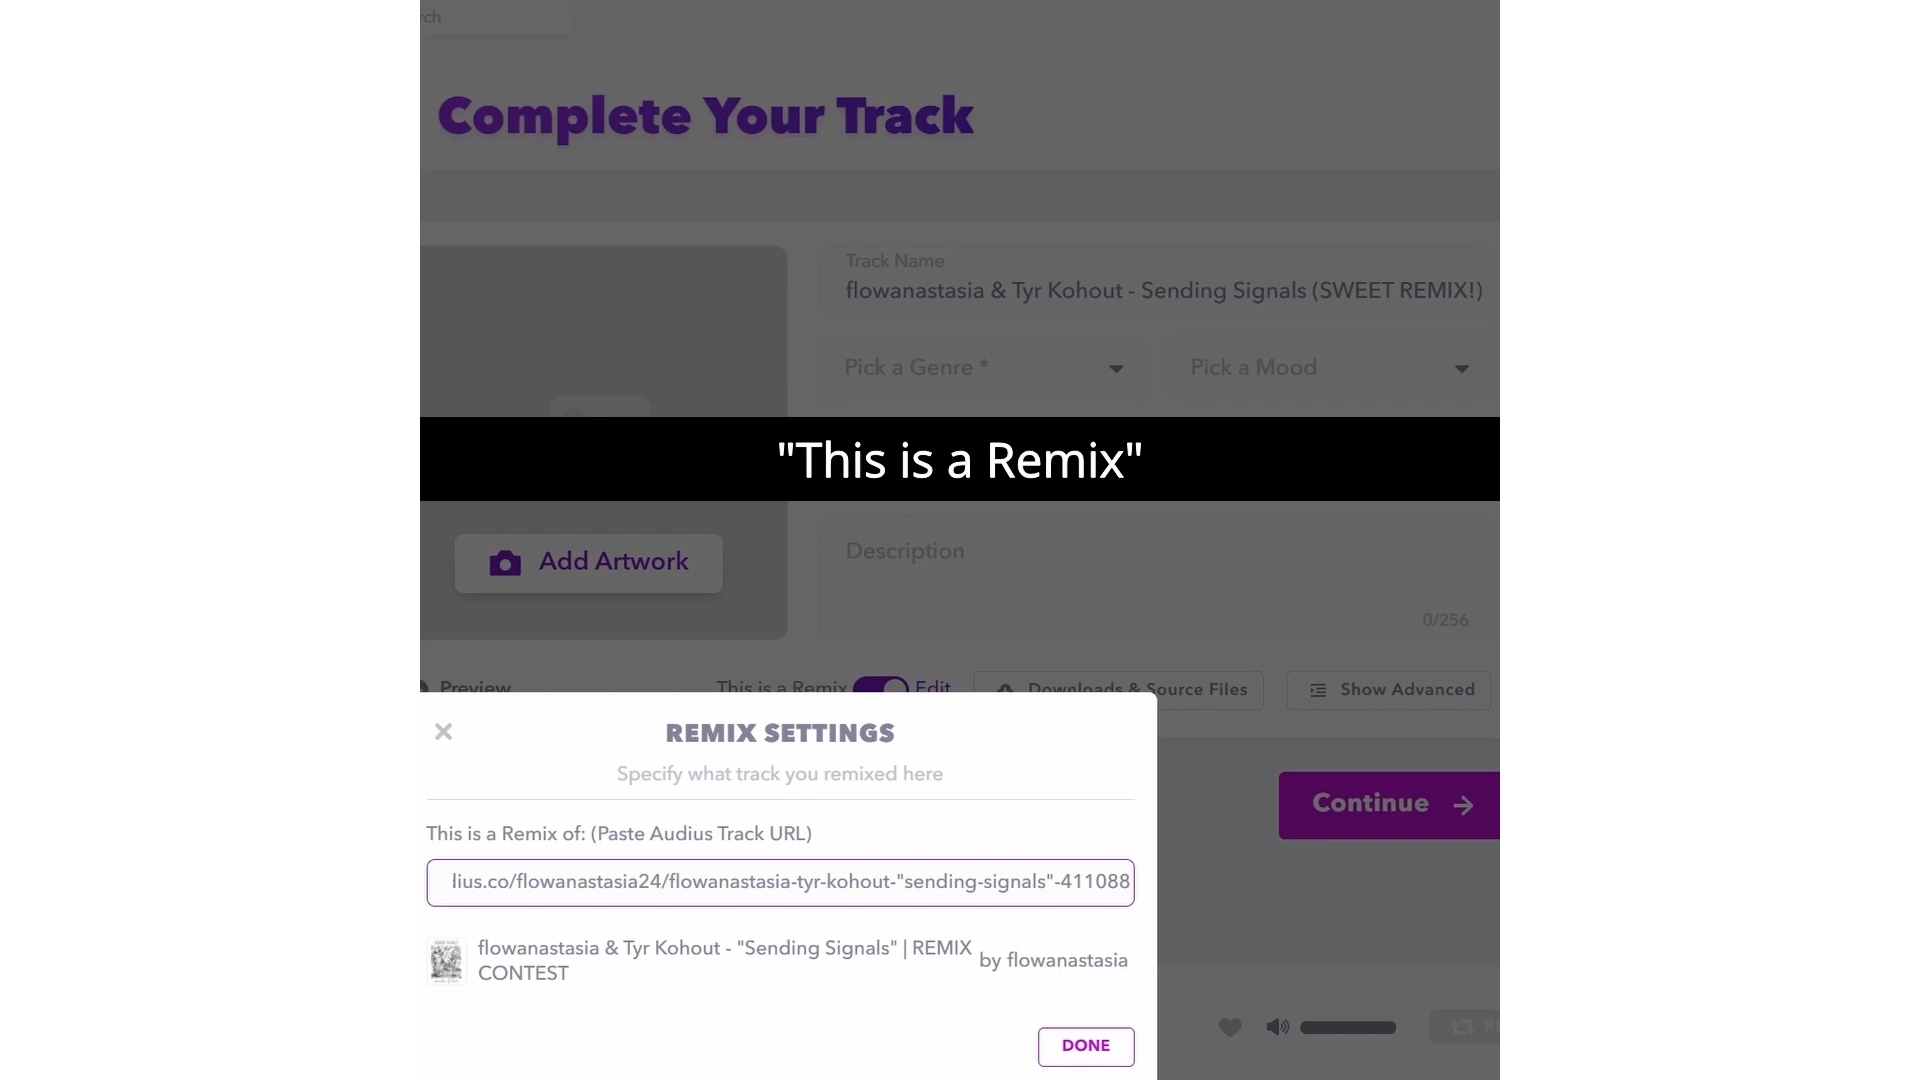 rch
Complete Your Track
Track Name
flowanastasia & Tyr Kohout - Sending Signals (SWEET REMIX!)
Pick a Genre *
Pick a Mood
"This is a Remix"
Add Artwork
Description
0/256
Preview
This is a Remix
Edit
Downloads & Source Files
Show Advanced
REMIX SETTINGS
Specify what track you remixed here
Continue
This is a Remix of: (Paste Audius Track URL)
lius.co/flowanastasia24/flowanastasia-tyr-kohout-"sending-signals"-411088
flowanastasia & Tyr Kohout - "Sending Signals" | REMIX
CONTEST
by flowanastasia
DONE